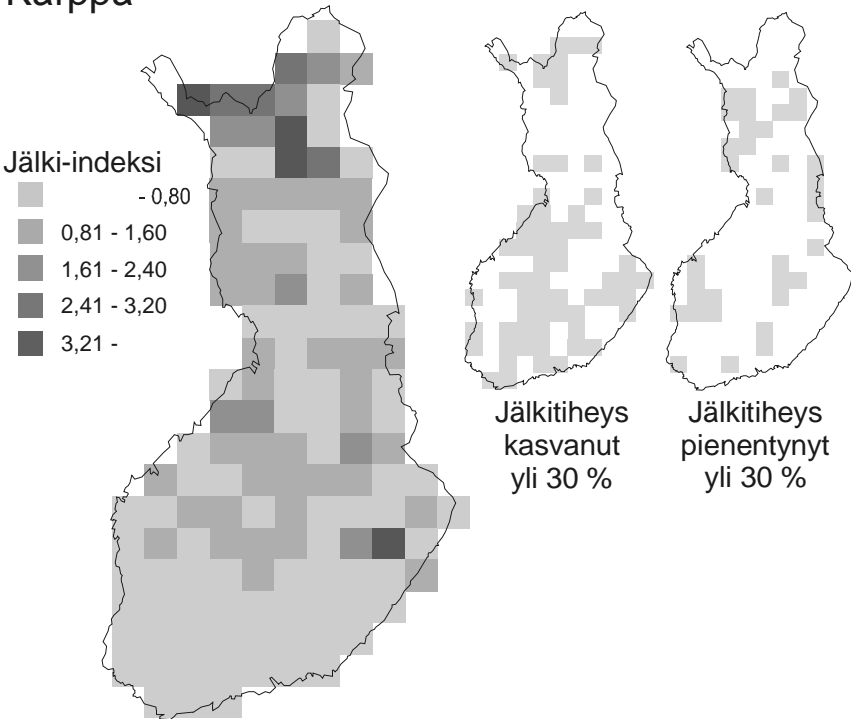 Kärppä
Jälki-indeksi
- 0,80
0,81 - 1,60
1,61 - 2,40
2,41 - 3,20
3,21 -
Jälkitiheys
kasvanut
yli 30 %
Jälkitiheys
pienentynyt
yli 30 %